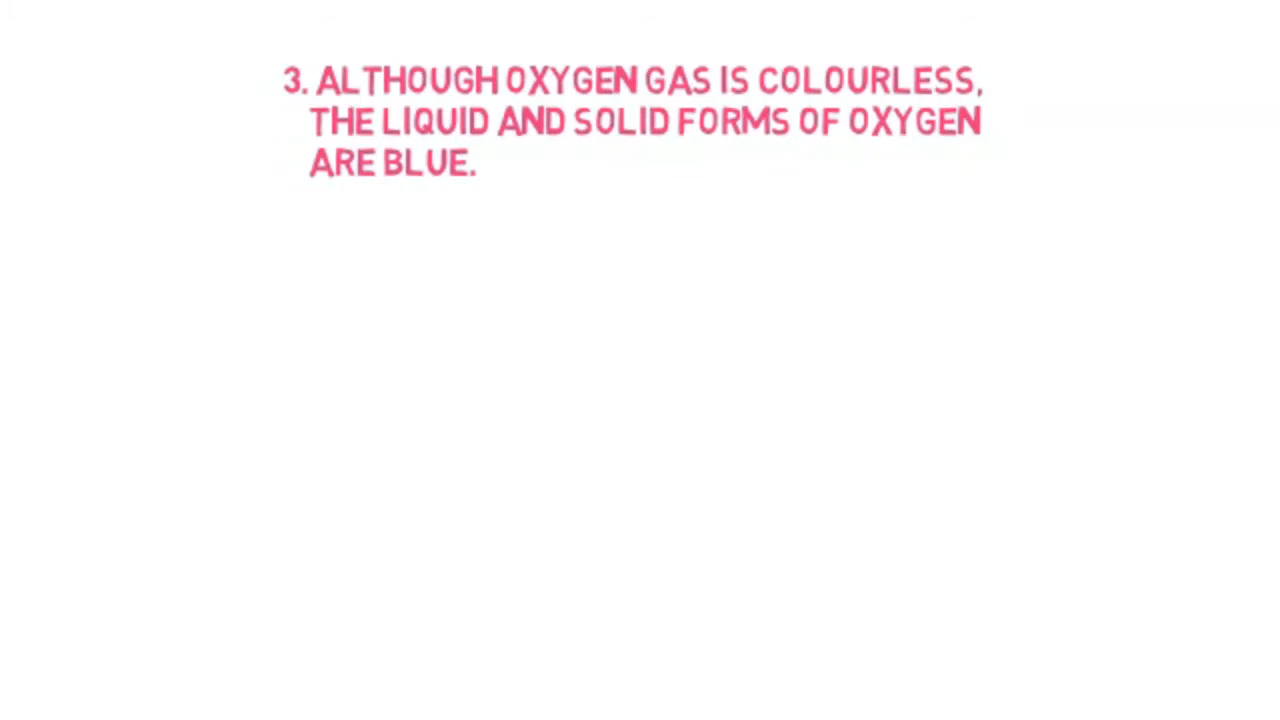 3. ALTHOUGH OXYGEN GAS IS COLOURLESS,
THE LIQUID AND SOLID FORMS OF OXYGEN
ARE BLUE.